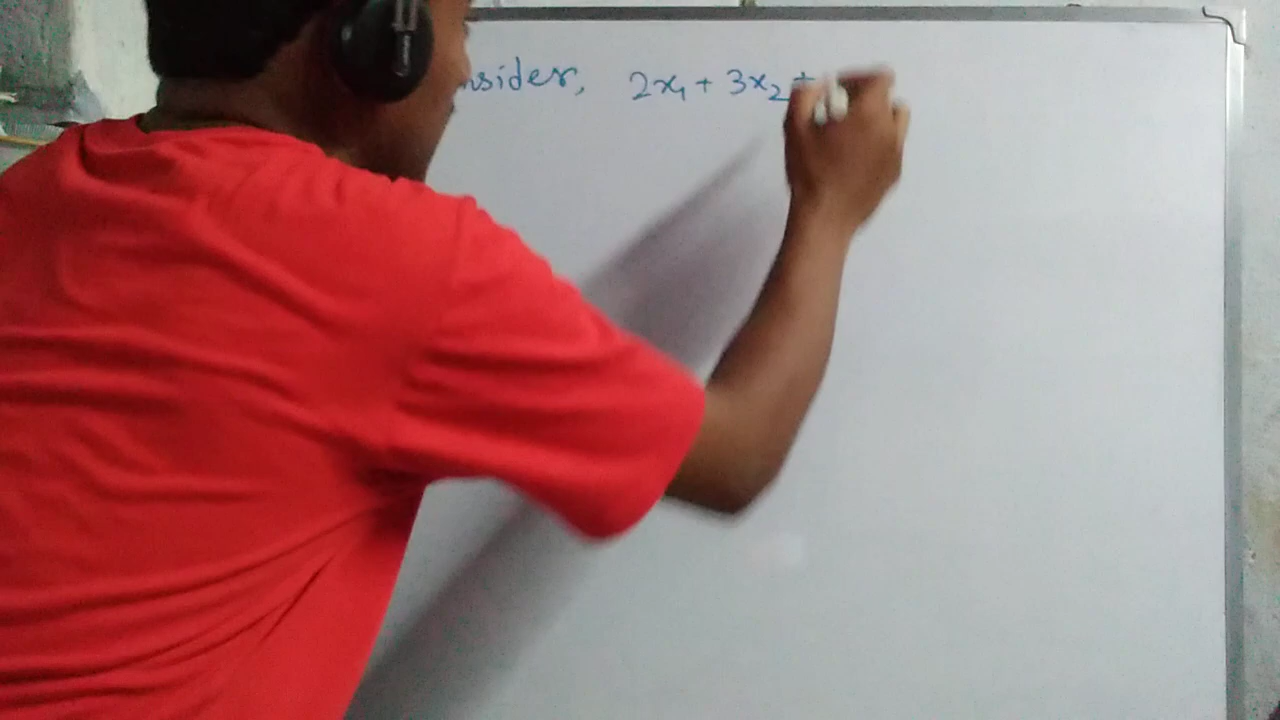 nsider, 2x₁ + 3x₂ +